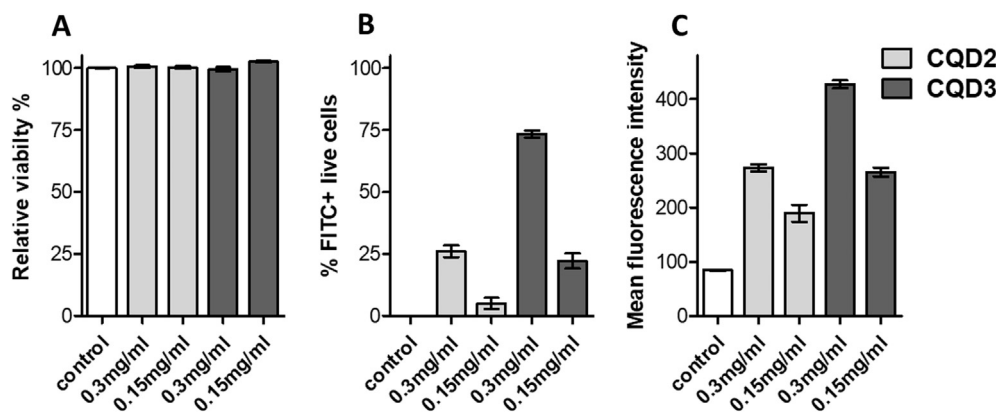 A
Relative viabilty %
100
75
50
25
0
control
0.3mg/ml
0.15mg/ml
0.3mg/ml
0.15mg/ml
B
% FITC+ live cells
100
75
50
25
0
control
0.3mg/ml
0.15mg/ml
0.3mg/ml
0.15mg/ml
C
Mean fluorescence intensity
400
300
200
100
0
control
0.3mg/ml
0.15mg/ml
0.3mg/ml
0.15mg/ml
CQD2
CQD3